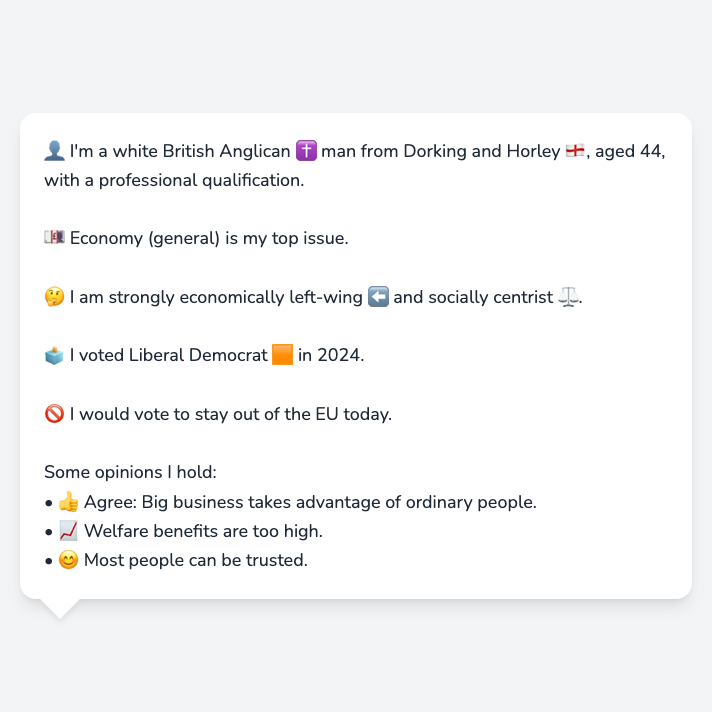 👤 I'm a white British Anglican ✝️ man from Dorking and Horley 🏴󠁧󠁢󠁥󠁮󠁧󠁿, aged 44,
with a professional qualification.
💷 Economy (general) is my top issue.
🤔 I am strongly economically left-wing ⬅️ and socially centrist ⚖️.
🗳️ I voted Liberal Democrat 🟧 in 2024.
🚫 I would vote to stay out of the EU today.
Some opinions I hold:
• 👍 Agree: Big business takes advantage of ordinary people.
• 📈 Welfare benefits are too high.
• 😊 Most people can be trusted.